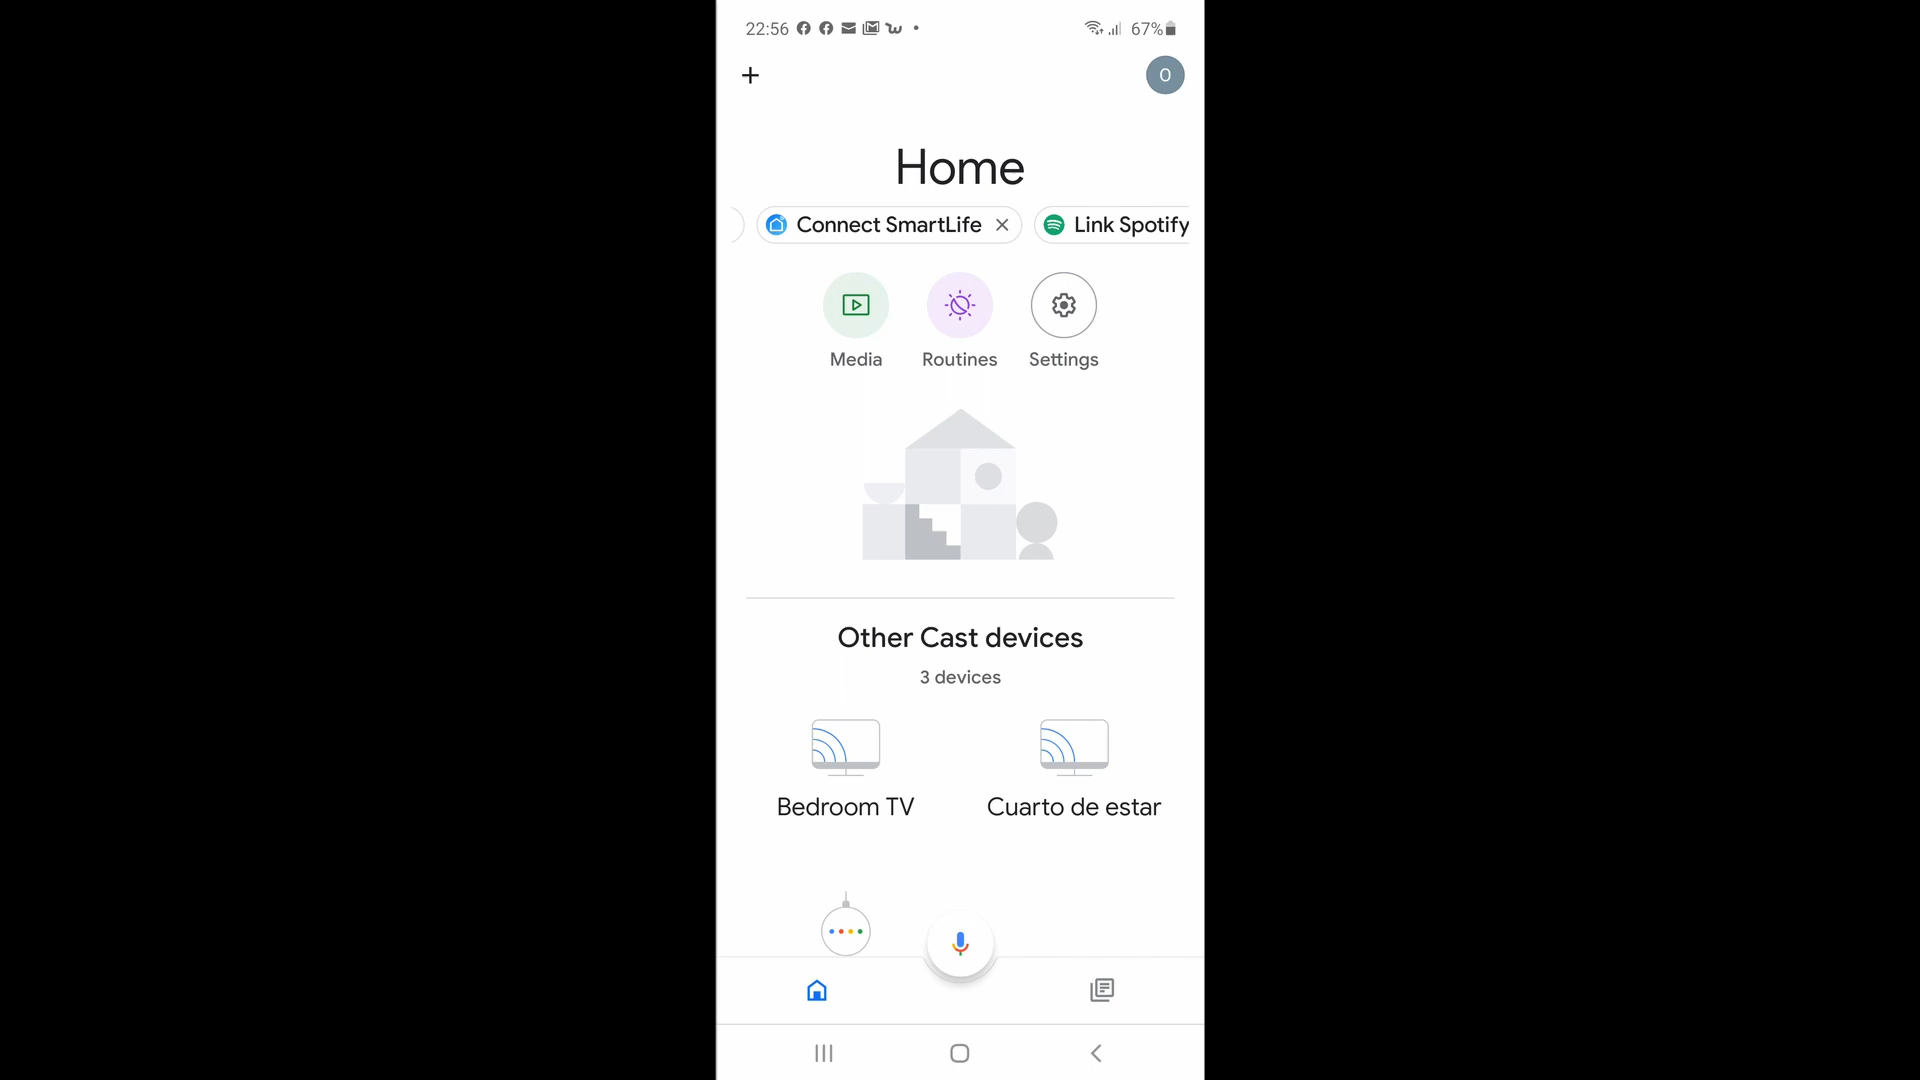 22:56
67%
O
Home
Connect SmartLife
Link Spotify
Media
Routines
Settings
Other Cast devices
3 devices
Bedroom TV
Cuarto de estar